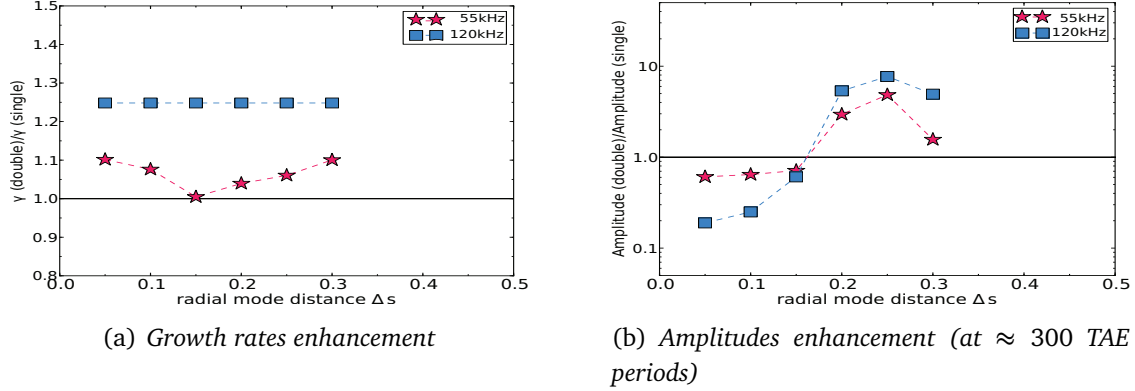 γ (double)/γ (single)
1.5
1.4
1.3
1.2
1.1
1.0
0.9
0.8
55kHz
120kHz
0.0
0.1
0.2
0.3
0.4
0.5
radial mode distance Δs
(a) Growth rates enhancement
Amplitude (double)/Amplitude (single)
10
1.0
0.1
55kHz
120kHz
0.0
0.1
0.2
0.3
0.4
0.5
radial mode distance Δs
(b) Amplitudes enhancement (at ≈ 300 TAE
periods)